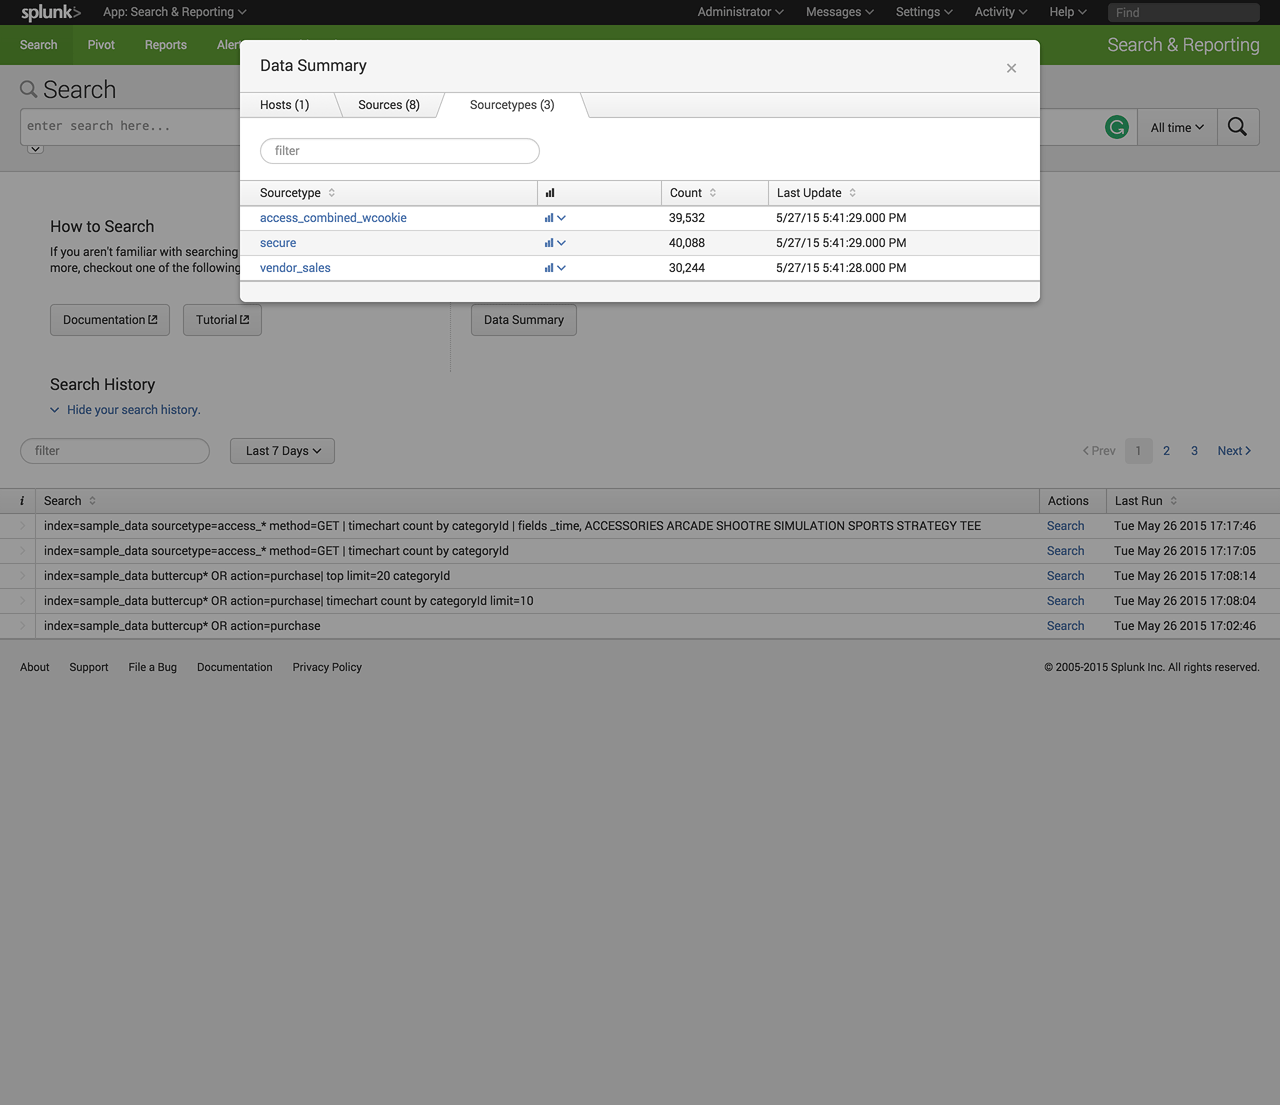 splunk> App: Search & Reporting Administrator Messages Settings Activity Help Find
Search Pivot Reports Search & Reporting
Data Summary
Search
Hosts (1) Sources (8) Sourcetypes (3)
enter search here... All time
filter
Sourcetype Count Last Update
access_combined_wcookie 39,532 5/27/15 5:41:29.000 PM
secure 40,088 5/27/15 5:41:29.000 PM
vendor_sales 30,244 5/27/15 5:41:28.000 PM
How to Search
If you aren't familiar with searching
more, checkout one of the following
Documentation Tutorial Data Summary
Search History
Hide your search history.
filter Last 7 Days Prev 1 2 3 Next
i Search Actions Last Run
index=sample_data sourcetype=access_* method=GET | timechart count by categoryId | fields _time, ACCESSORIES ARCADE SHOOTRE SIMULATION SPORTS STRATEGY TEE Search Tue May 26 2015 17:17:46
index=sample_data sourcetype=access_* method=GET | timechart count by categoryId Search Tue May 26 2015 17:17:05
index=sample_data buttercup* OR action=purchase| top limit=20 categoryId Search Tue May 26 2015 17:08:14
index=sample_data buttercup* OR action=purchase| timechart count by categoryId limit=10 Search Tue May 26 2015 17:08:04
index=sample_data buttercup* OR action=purchase Search Tue May 26 2015 17:02:46
About Support File a Bug Documentation Privacy Policy © 2005-2015 Splunk Inc. All rights reserved.